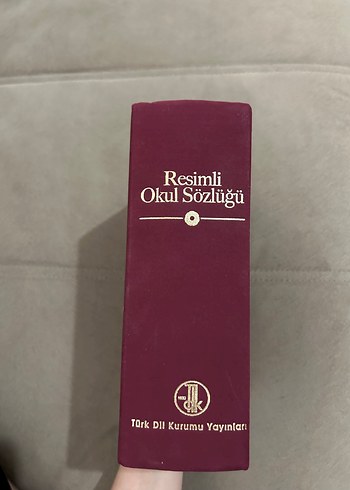 Resimli
Okul Sözlüğü
Türk Dil Kurumu Yayınları